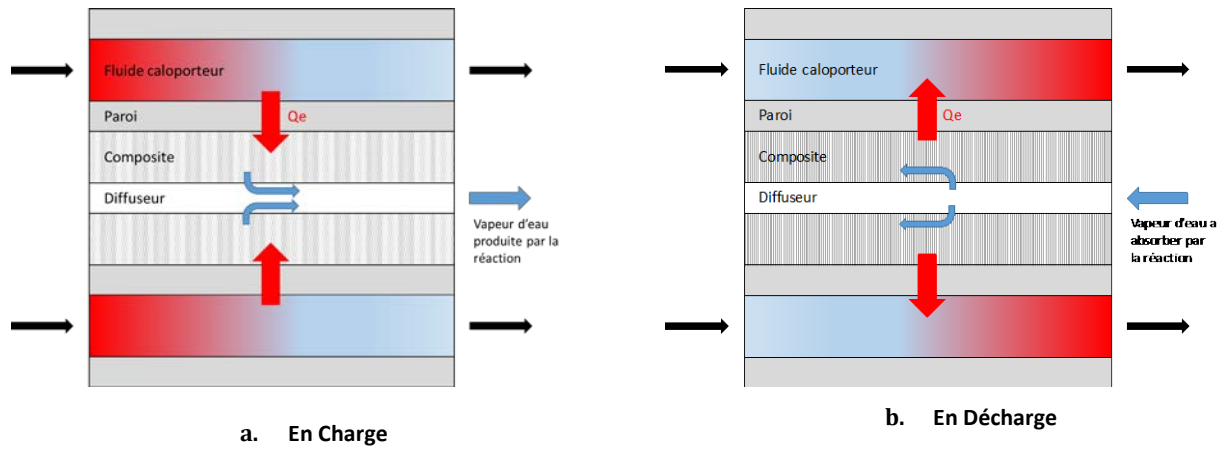 Fluide caloporteur
Paroi
Qe
Composite
Diffuseur
Vapeur d'eau
produite par la
réaction
a. En Charge
Fluide caloporteur
Paroi
Qe
Composite
Diffuseur
Vapeur d'eau a
absorber par
la réaction
b. En Décharge